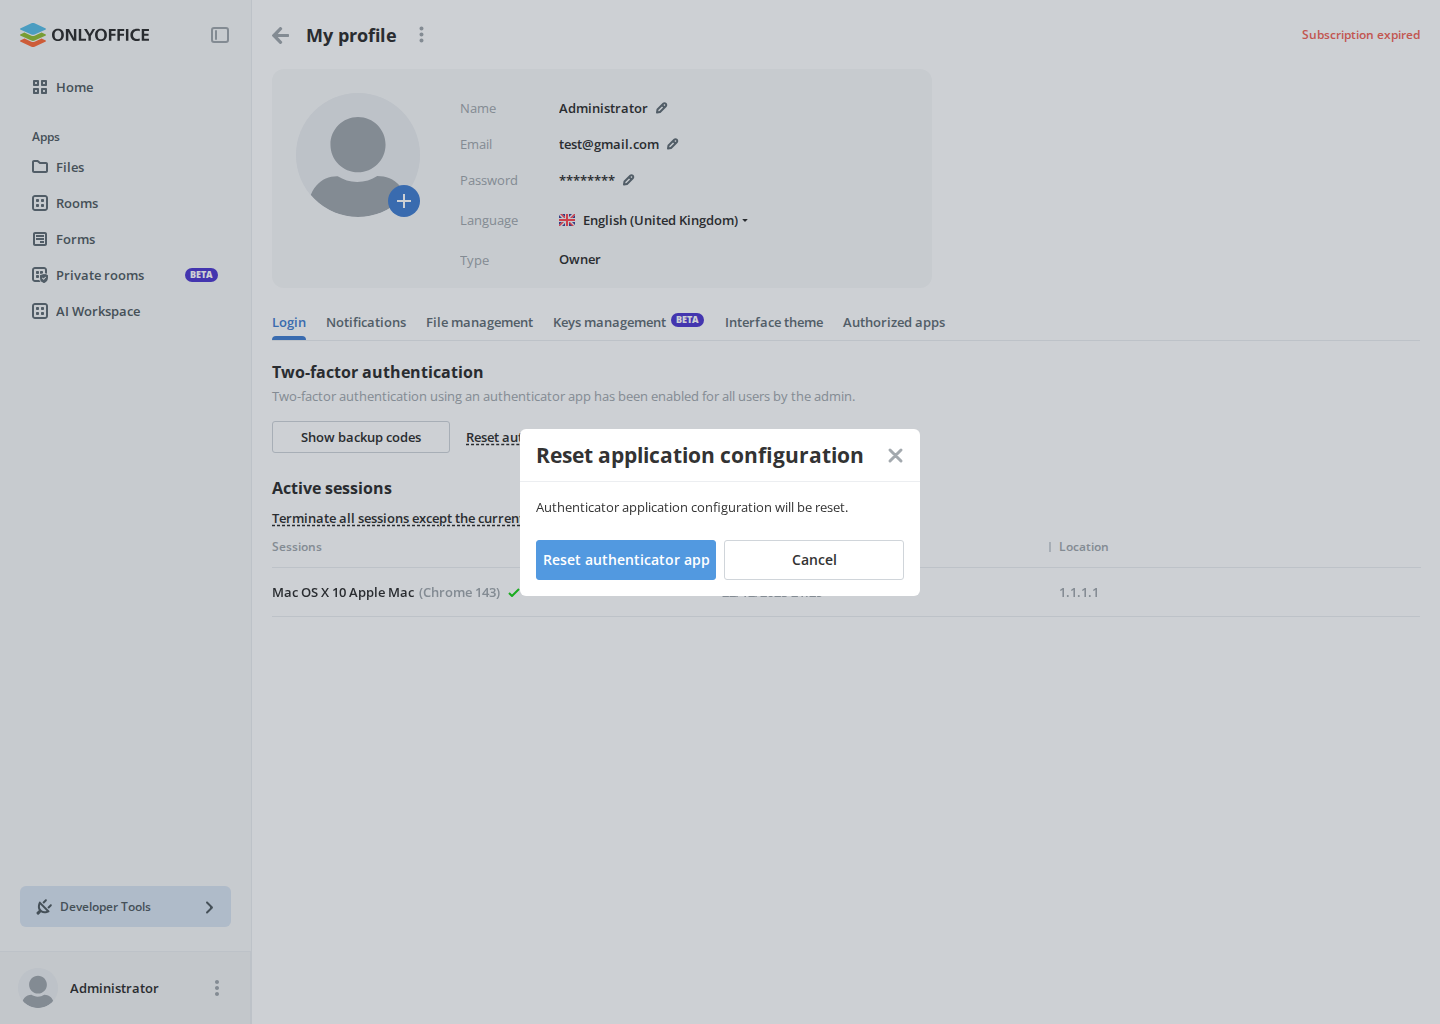 ONLYOFFICE
Home
Apps
Files
Rooms
Forms
Private rooms BETA
AI Workspace
Developer Tools
Administrator
My profile
Subscription expired
Name Administrator
Email test@gmail.com
Password ********
Language English (United Kingdom)
Type Owner
Login Notifications File management Keys management BETA Interface theme Authorized apps
Two-factor authentication
Two-factor authentication using an authenticator app has been enabled for all users by the admin.
Show backup codes Reset
Active sessions
Terminate all sessions except the current
Sessions Location
Mac OS X 10 Apple Mac (Chrome 143) 1.1.1.1
Reset application configuration
Authenticator application configuration will be reset.
Reset authenticator app Cancel